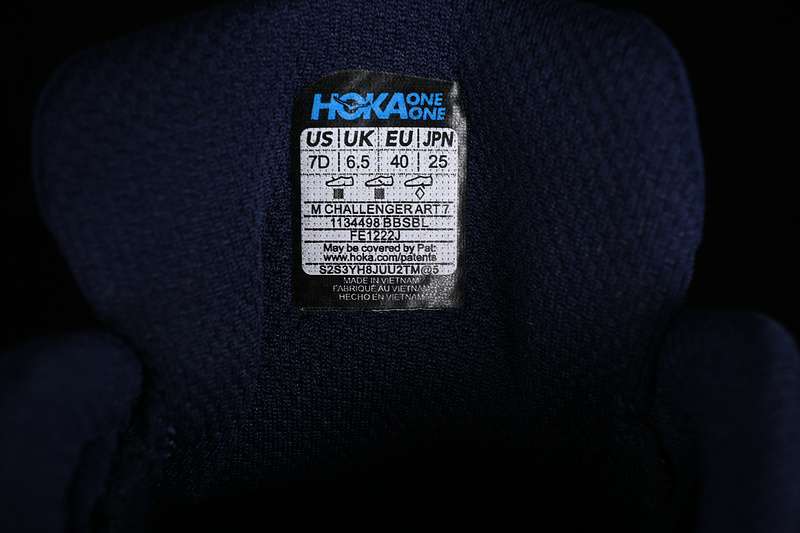 HOKA ONE ONE
US UK EU JPN
7D 6.5 40 25
M CHALLENGER ART 7
1134498 BBSBL
FE1222J
May be covered by Pat:
www.hoka.com/patents
S2S3YH8JUU2TM@5
MADE IN VIETNAM
FABRIQUÉ AU VIETNAM
HECHO EN VIETNAM